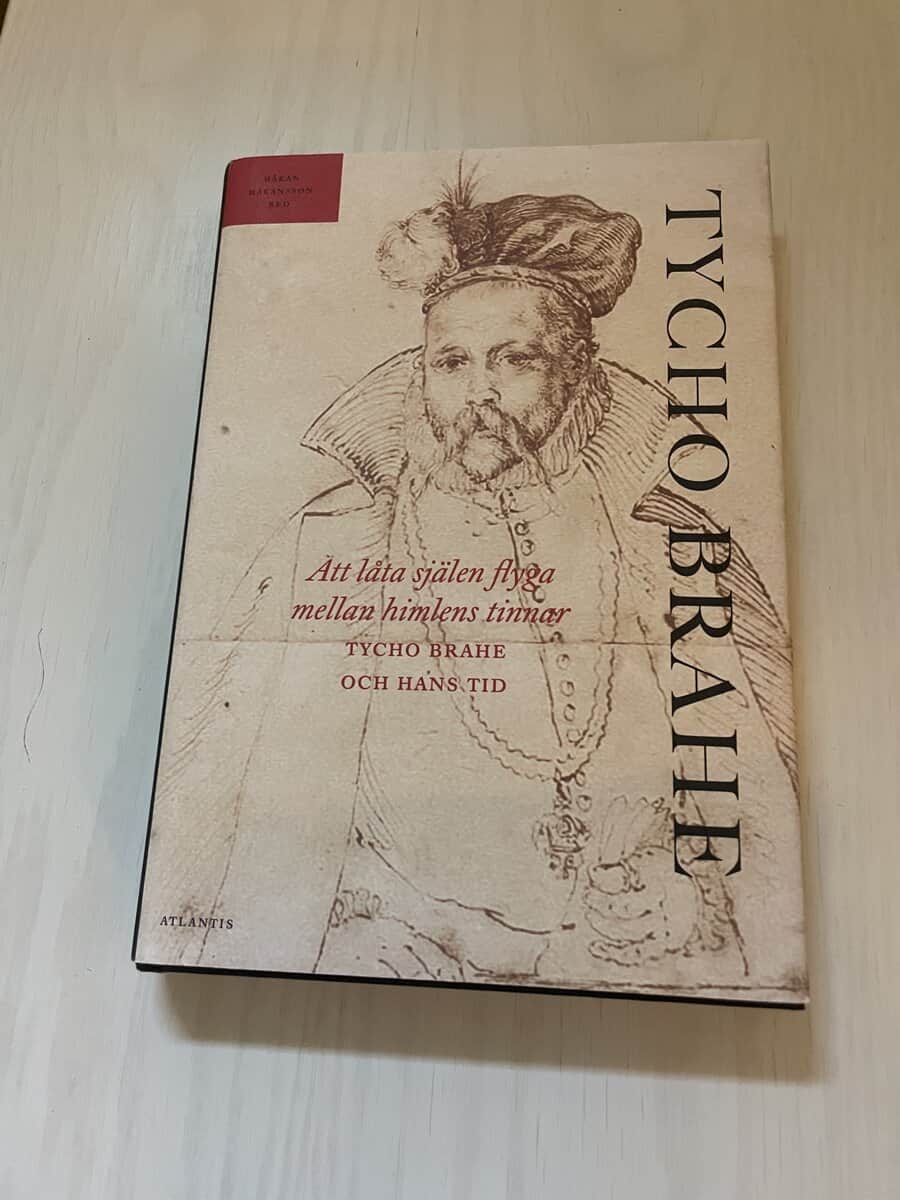 HÅKAN
HÅKANSSON
RED
TYCHO BRAHE
Att låta själen flyga
mellan himlens tinnar
TYCHO BRAHE
OCH HANS TID
ATLANTIS